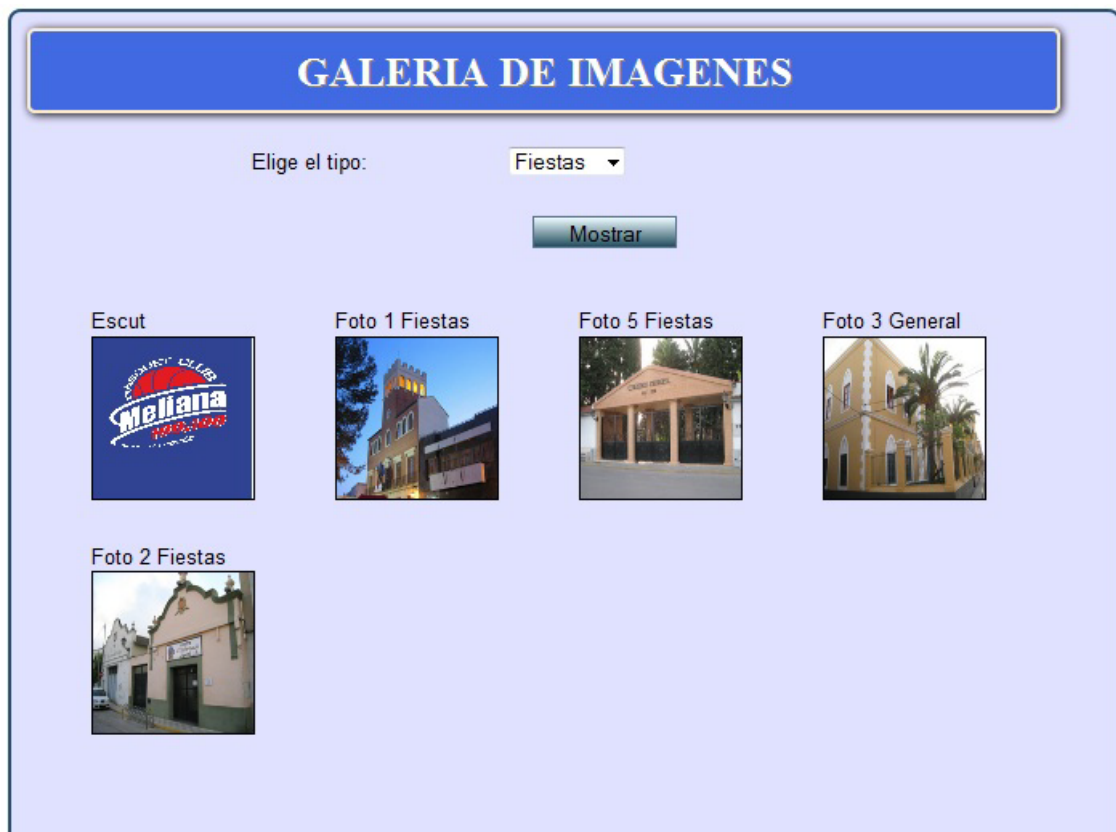 GALERIA DE IMAGENES
Elige el tipo:
Fiestas
Mostrar
Escut
Foto 1 Fiestas
Foto 5 Fiestas
Foto 3 General
CLUB
Meliana
Foto 2 Fiestas